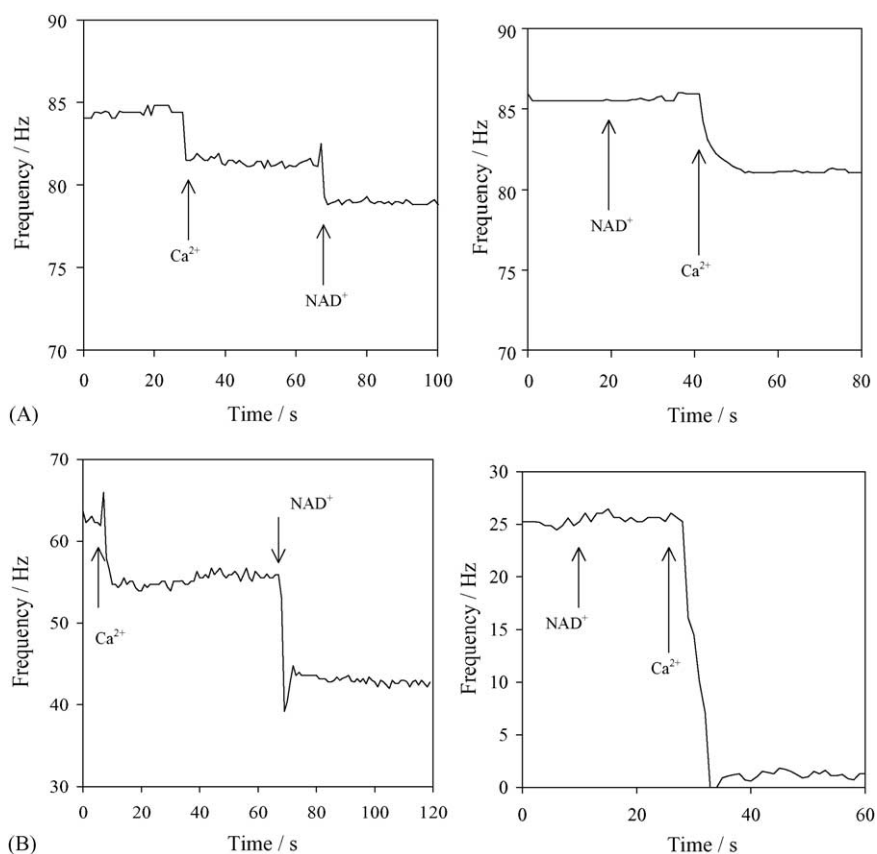 90
85
80
75
70
Frequency / Hz
Ca²⁺
NAD⁺
0 20 40 60 80 100
Time / s
90
85
80
75
70
Frequency / Hz
NAD⁺
Ca²⁺
0 20 40 60 80
Time / s
(A)
70
60
50
40
30
Frequency / Hz
Ca²⁺
NAD⁺
0 20 40 60 80 100 120
Time / s
30
25
20
15
10
5
0
Frequency / Hz
NAD⁺
Ca²⁺
0 20 40 60
Time / s
(B)